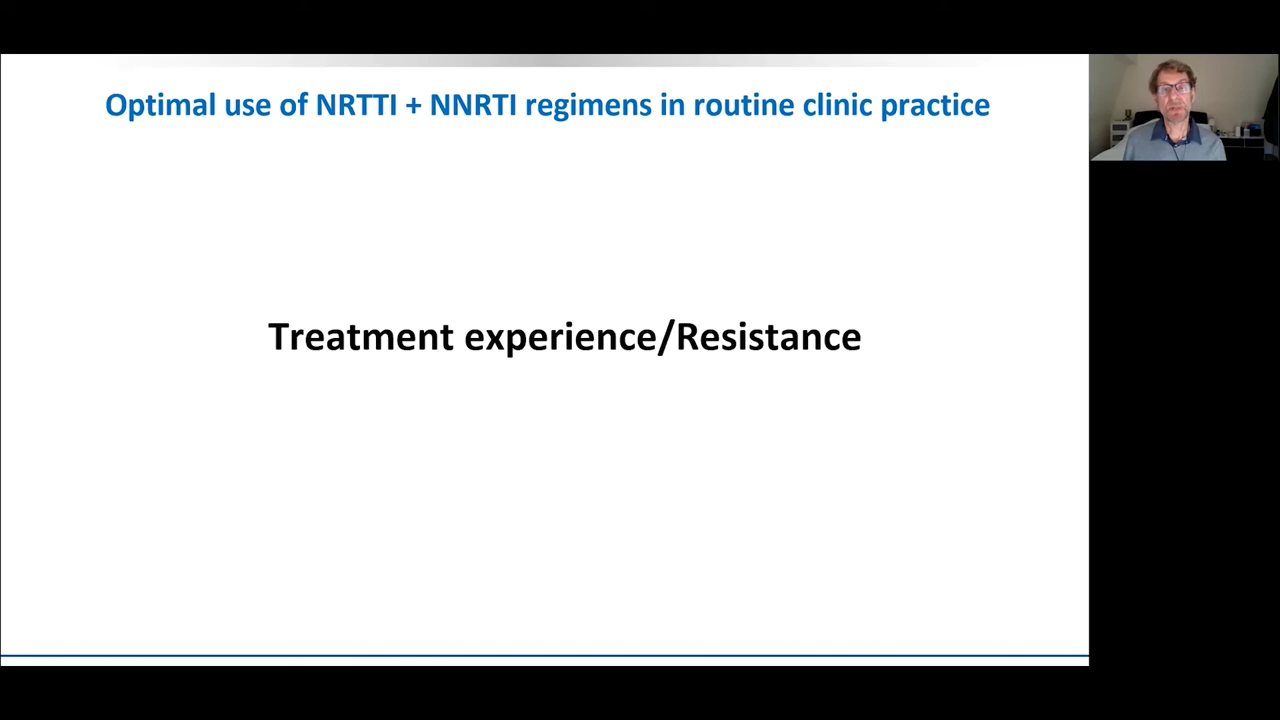 Optimal use of NRTTI + NNRTI regimens in routine clinic practice
Treatment experience/Resistance